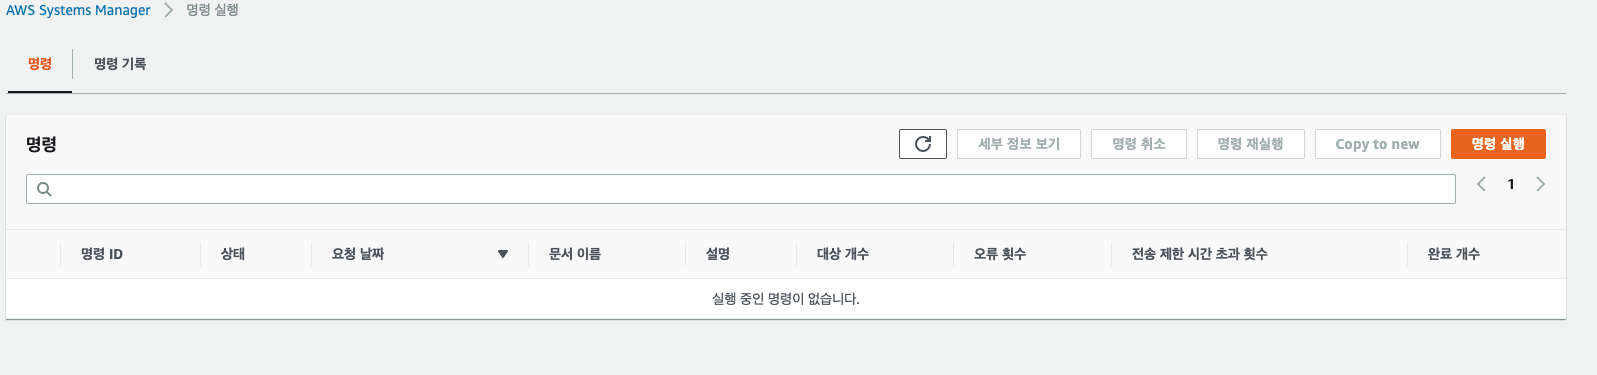 AWS Systems Manager > 명령 실행
명령 명령 기록
명령 세부 정보 보기 명령 취소 명령 재실행 Copy to new 명령 실행
1
명령 ID 상태 요청 날짜 ▼ 문서 이름 설명 대상 개수 오류 횟수 전송 제한 시간 초과 횟수 완료 개수
실행 중인 명령이 없습니다.